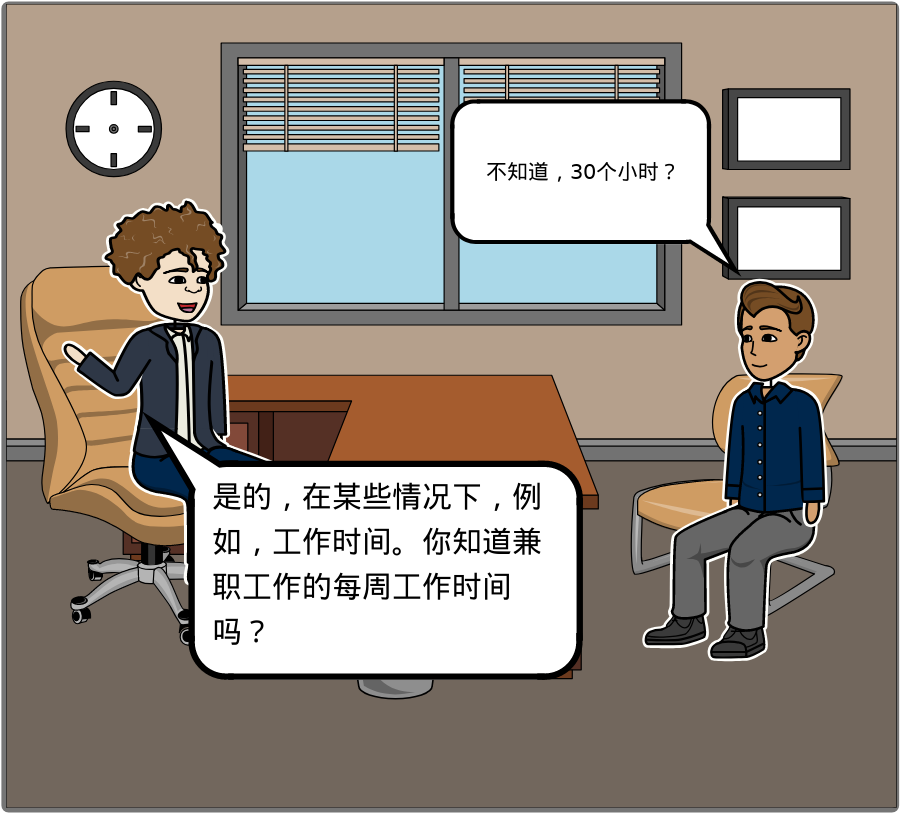 是的，在某些情况下，例
如，工作时间。你知道兼
职工作的每周工作时间
吗？
不知道，30个小时？